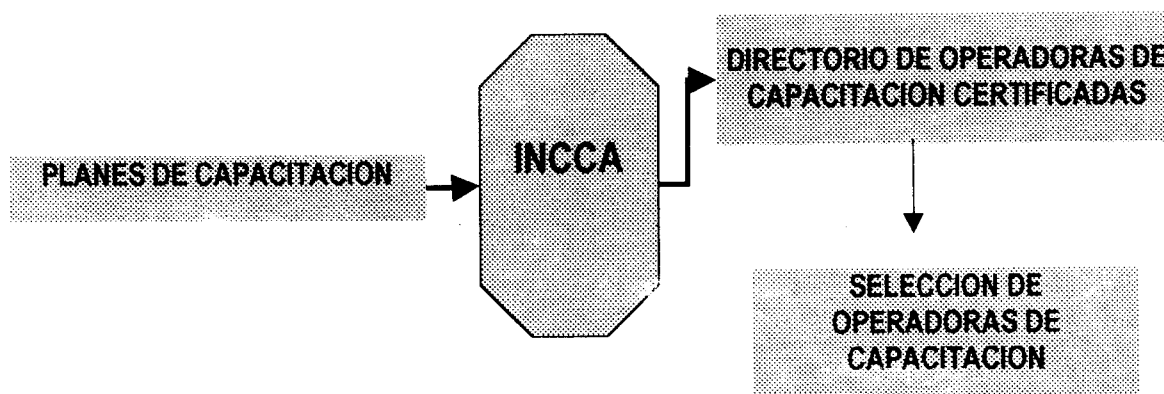 PLANES DE CAPACITACION
INCCA
DIRECTORIO DE OPERADORAS DE
CAPACITACION CERTIFICADAS
SELECCION DE
OPERADORAS DE
CAPACITACION